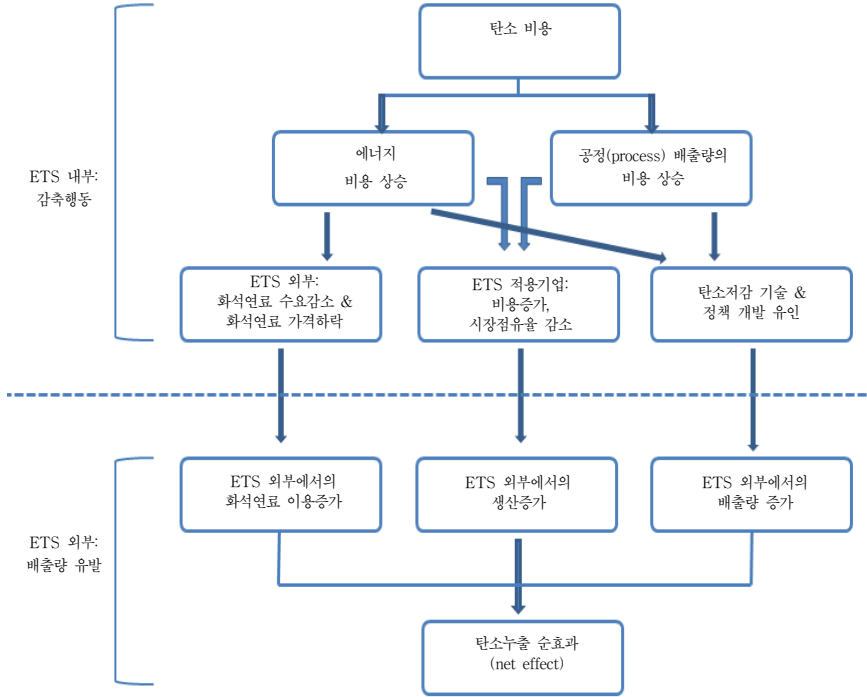 탄소 비용
에너지
비용 상승
공정(process) 배출량의
비용 상승
ETS 내부:
감축행동
ETS 외부:
화석연료 수요감소 &
화석연료 가격하락
ETS 적용기업:
비용증가,
시장점유율 감소
탄소저감 기술 &
정책 개발 유인
ETS 외부에서의
화석연료 이용증가
ETS 외부에서의
생산증가
ETS 외부에서의
배출량 증가
ETS 외부:
배출량 유발
탄소누출 순효과
(net effect)